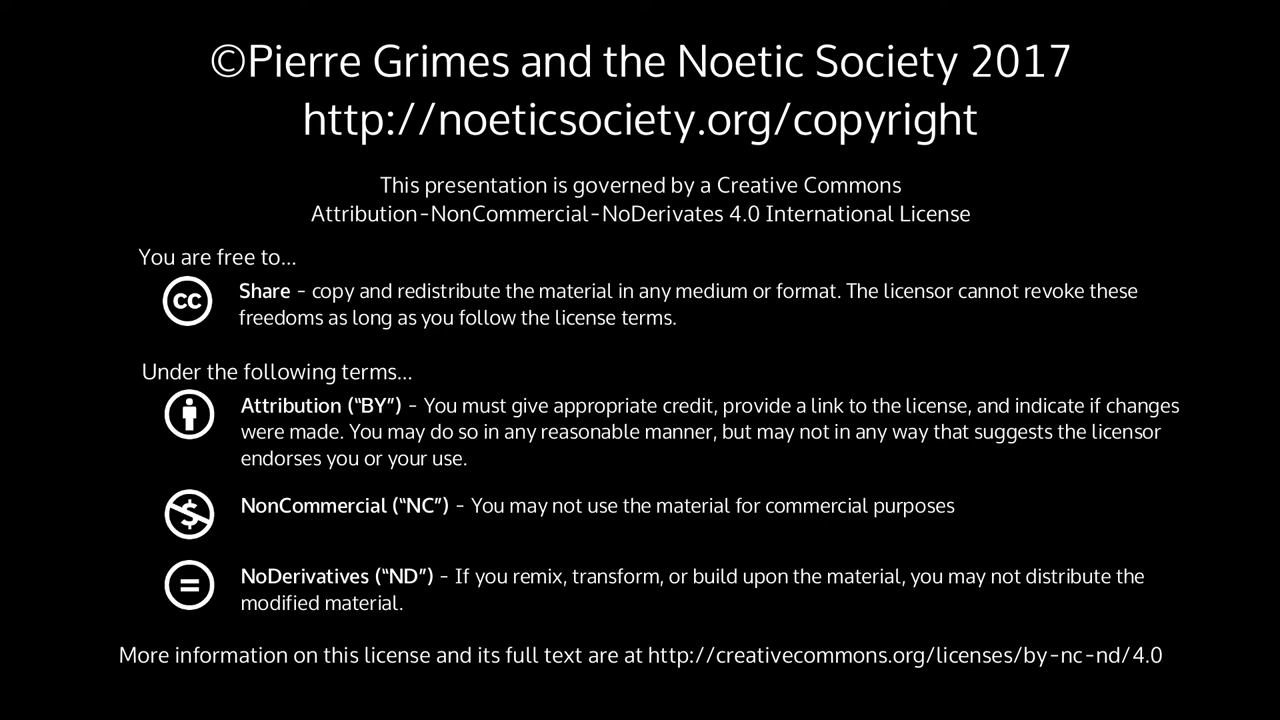 ©Pierre Grimes and the Noetic Society 2017
http://noeticsociety.org/copyright
This presentation is governed by a Creative Commons
Attribution-NonCommercial-NoDerivates 4.0 International License
You are free to...
cc
Share - copy and redistribute the material in any medium or format. The licensor cannot revoke these
freedoms as long as you follow the license terms.
Under the following terms...
Attribution (“BY”) - You must give appropriate credit, provide a link to the license, and indicate if changes
were made. You may do so in any reasonable manner, but may not in any way that suggests the licensor
endorses you or your use.
NonCommercial (“NC”) - You may not use the material for commercial purposes
NoDerivatives (“ND”) - If you remix, transform, or build upon the material, you may not distribute the
modified material.
More information on this license and its full text are at http://creativecommons.org/licenses/by-nc-nd/4.0